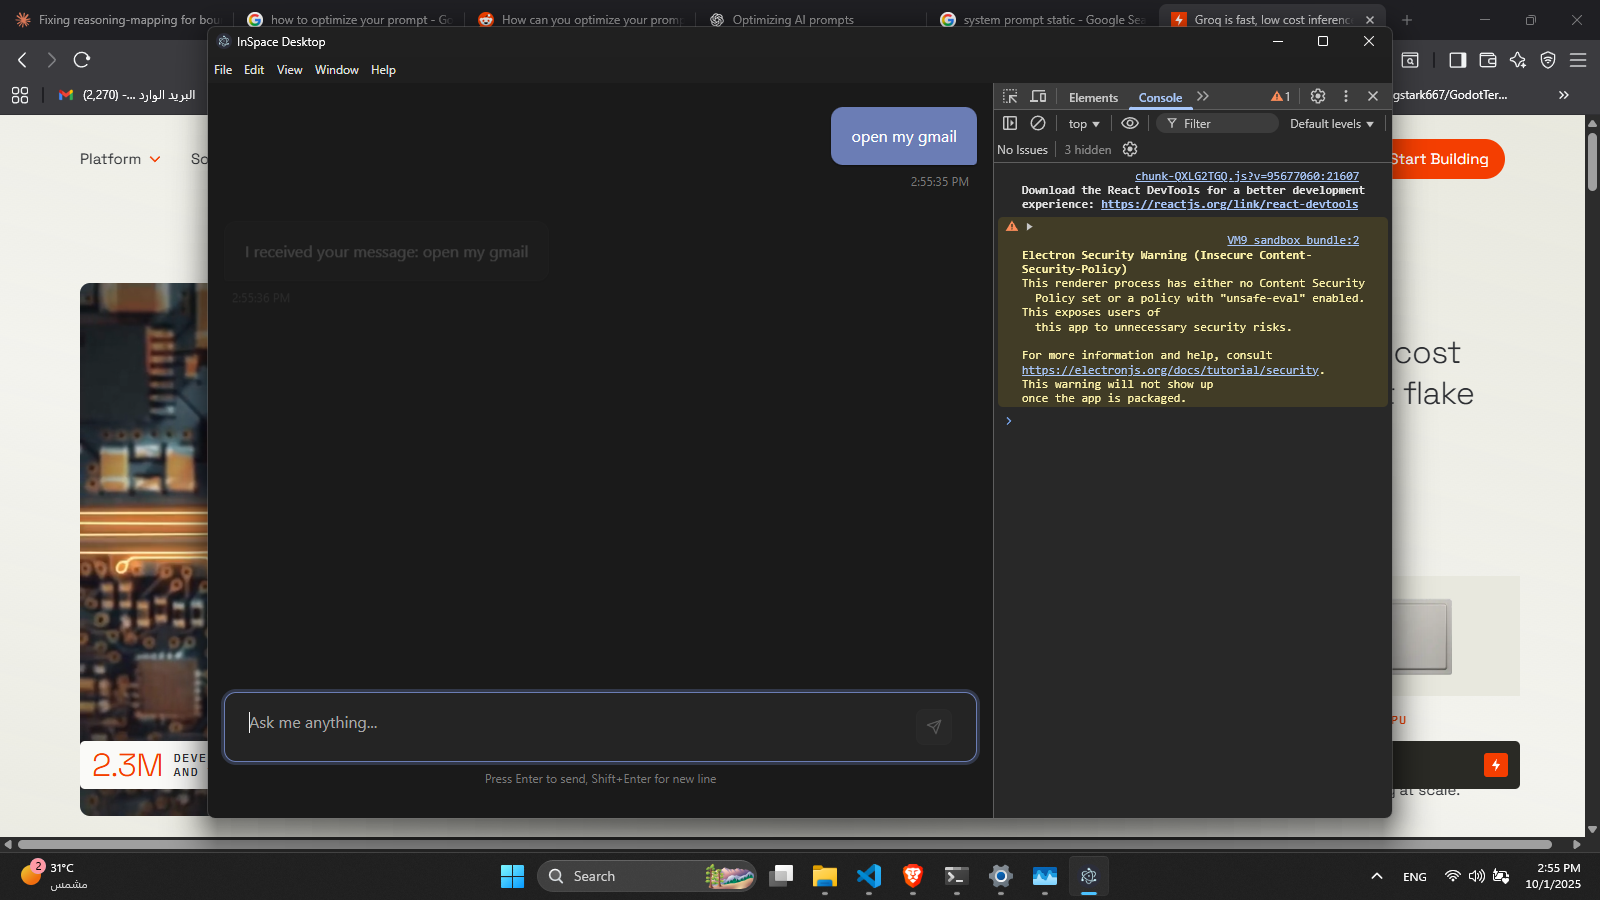 Fixing reasoning-mapping for bou
how to optimize your prompt - Go
How can you optimize your promp
Optimizing AI prompts
system prompt static - Google Sea
Groq is fast, low cost inference
InSpace Desktop
File Edit View Window Help
(2,270) -... البريد الوارد
gstark667/GodotTer...
Platform
So
Start Building
open my gmail
2:55:35 PM
I received your message: open my gmail
2:55:36 PM
Elements Console 1
top Filter Default levels
No Issues 3 hidden
chunk-QXLG2TGQ.js?v=95677060:21607
Download the React DevTools for a better development
experience: https://reactjs.org/link/react-devtools
VM9 sandbox_bundle:2
Electron Security Warning (Insecure Content-
Security-Policy)
This renderer process has either no Content Security
Policy set or a policy with "unsafe-eval" enabled.
This exposes users of
this app to unnecessary security risks.
For more information and help, consult
https://electronjs.org/docs/tutorial/security.
This warning will not show up
once the app is packaged.
cost
flake
Ask me anything...
Press Enter to send, Shift+Enter for new line
2.3M DEVE
AND
PU
at scale.
2
31°C
مشمس
Search
ENG
2:55 PM
10/1/2025